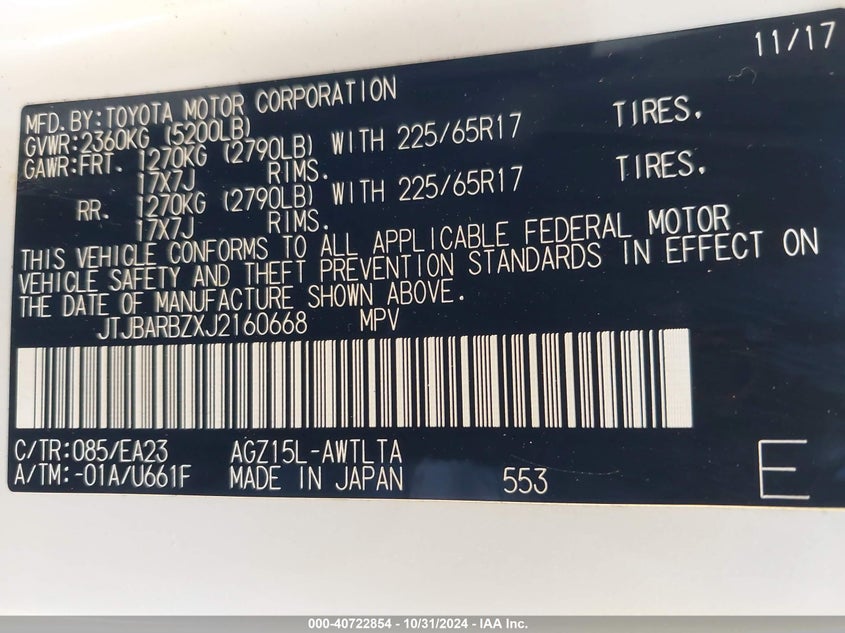 11/17
MFD. BY: TOYOTA MOTOR CORPORATION
GVWR: 2360KG (5200LB)
GAWR: FRT. 1270KG (2790LB) WITH 225/65R17 TIRES.
17X7J RIMS.
RR. 1270KG (2790LB) WITH 225/65R17 TIRES.
17X7J RIMS.
THIS VEHICLE CONFORMS TO ALL APPLICABLE FEDERAL MOTOR
VEHICLE SAFETY AND THEFT PREVENTION STANDARDS IN EFFECT ON
THE DATE OF MANUFACTURE SHOWN ABOVE.
JTJBARBZXJ2160668 MPV
C/TR: 085/EA23 AGZ15L-AWTLTA
A/TM: -01A/U661F MADE IN JAPAN 553 E
000-40722854 - 10/31/2024 - IAA Inc.